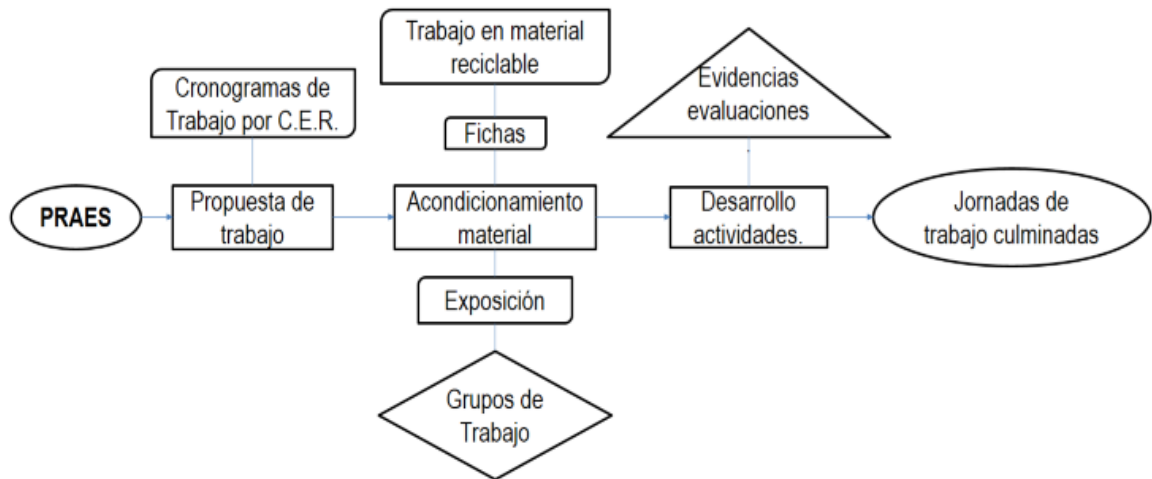 Trabajo en material
reciclable
Cronogramas de
Trabajo por C.E.R.
Evidencias
evaluaciones
Fichas
.
PRAES
Propuesta de
trabajo
Acondicionamiento
material
Desarrollo
actividades.
Jornadas de
trabajo culminadas
Exposición
Grupos de
Trabajo